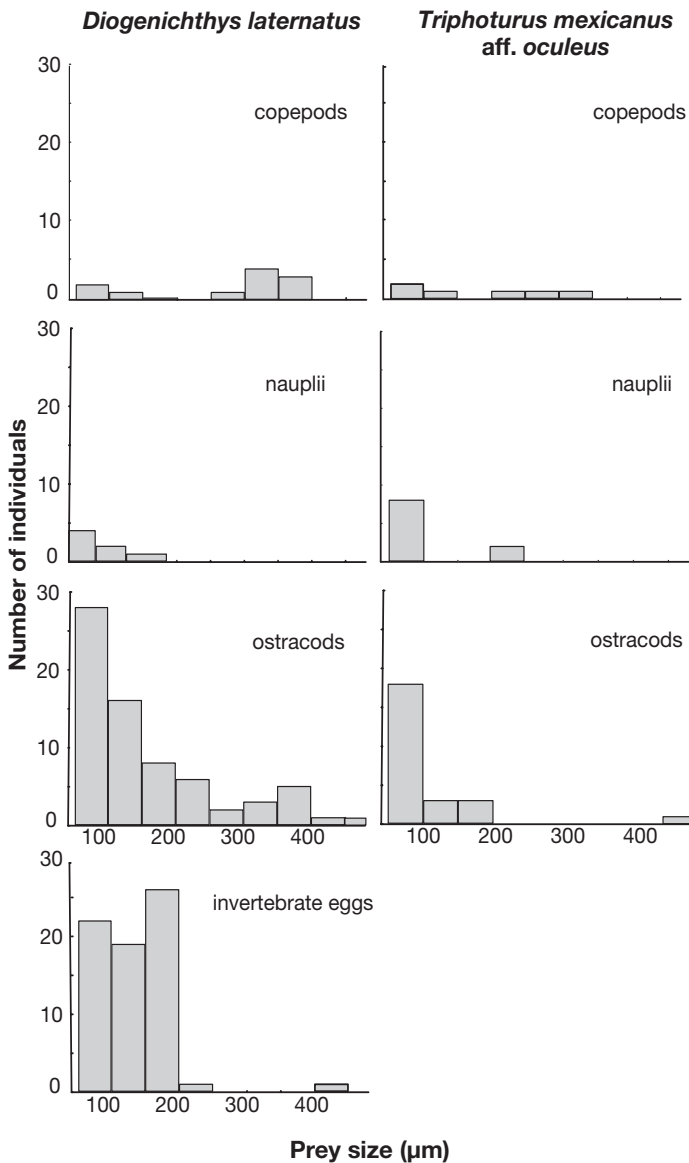 Diogenichthys laternatus
Triphoturus mexicanus
aff. oculeus
30
20
10
0
copepods
copepods
30
20
10
0
nauplii
nauplii
Number of individuals
30
20
10
0
ostracods
ostracods
100 200 300 400
100 200 300 400
30
20
10
0
invertebrate eggs
100 200 300 400
Prey size (µm)